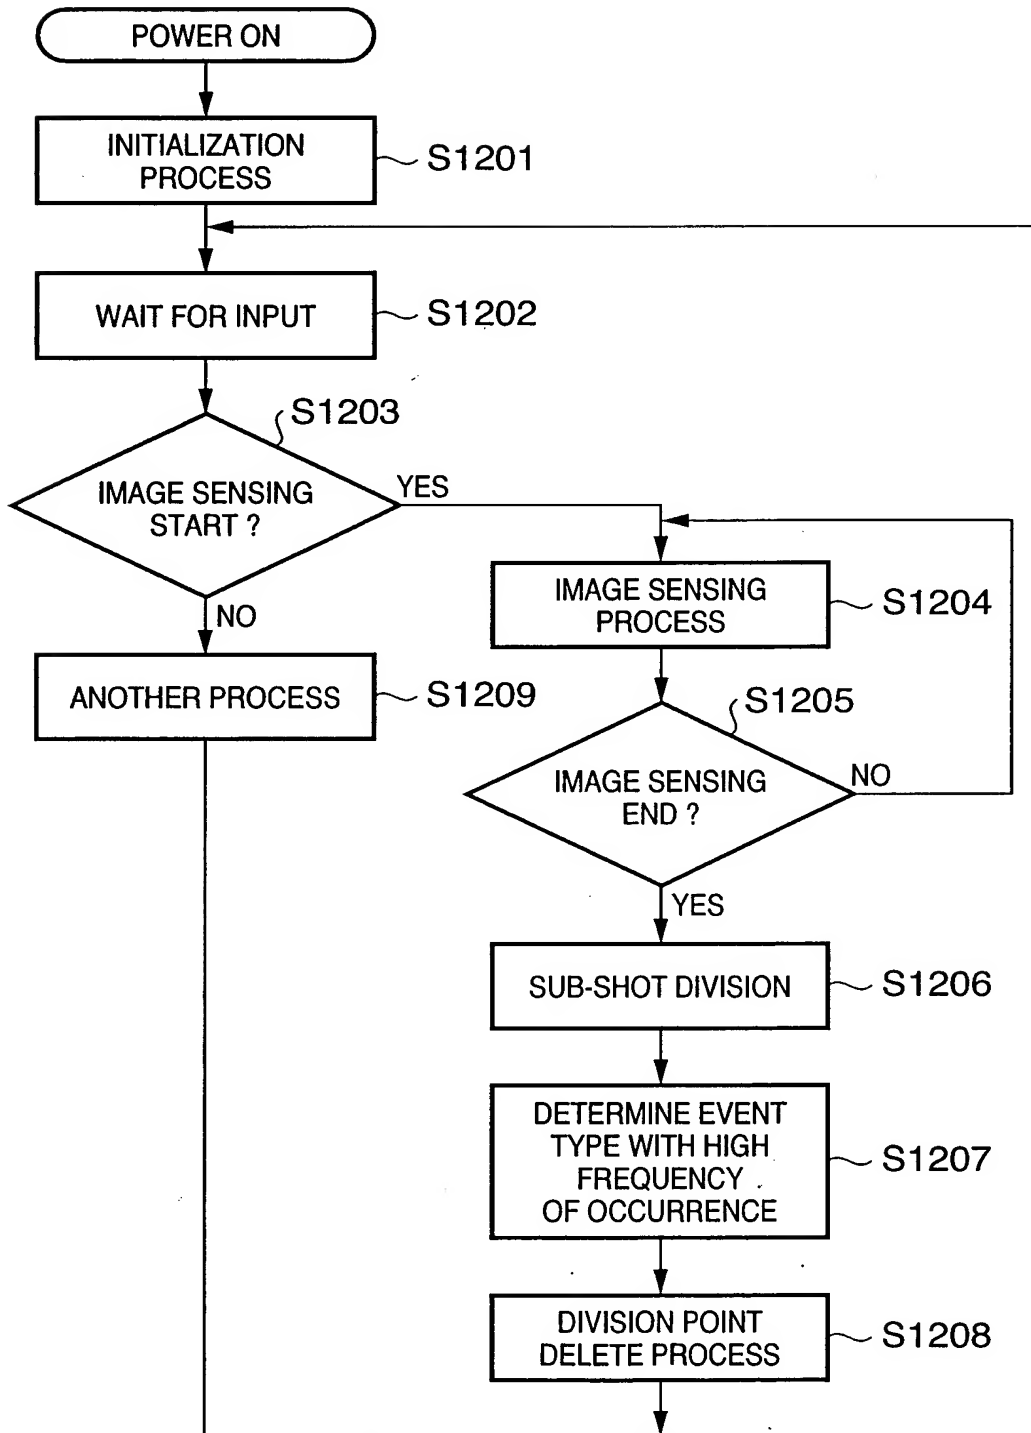 POWER ON
INITIALIZATION
PROCESS
S1201
WAIT FOR INPUT
S1202
S1203
IMAGE SENSING
START ?
YES
NO
IMAGE SENSING
PROCESS
S1204
ANOTHER PROCESS
S1209
S1205
IMAGE SENSING
END ?
NO
YES
SUB-SHOT DIVISION
S1206
DETERMINE EVENT
TYPE WITH HIGH
FREQUENCY
OF OCCURRENCE
S1207
DIVISION POINT
DELETE PROCESS
S1208